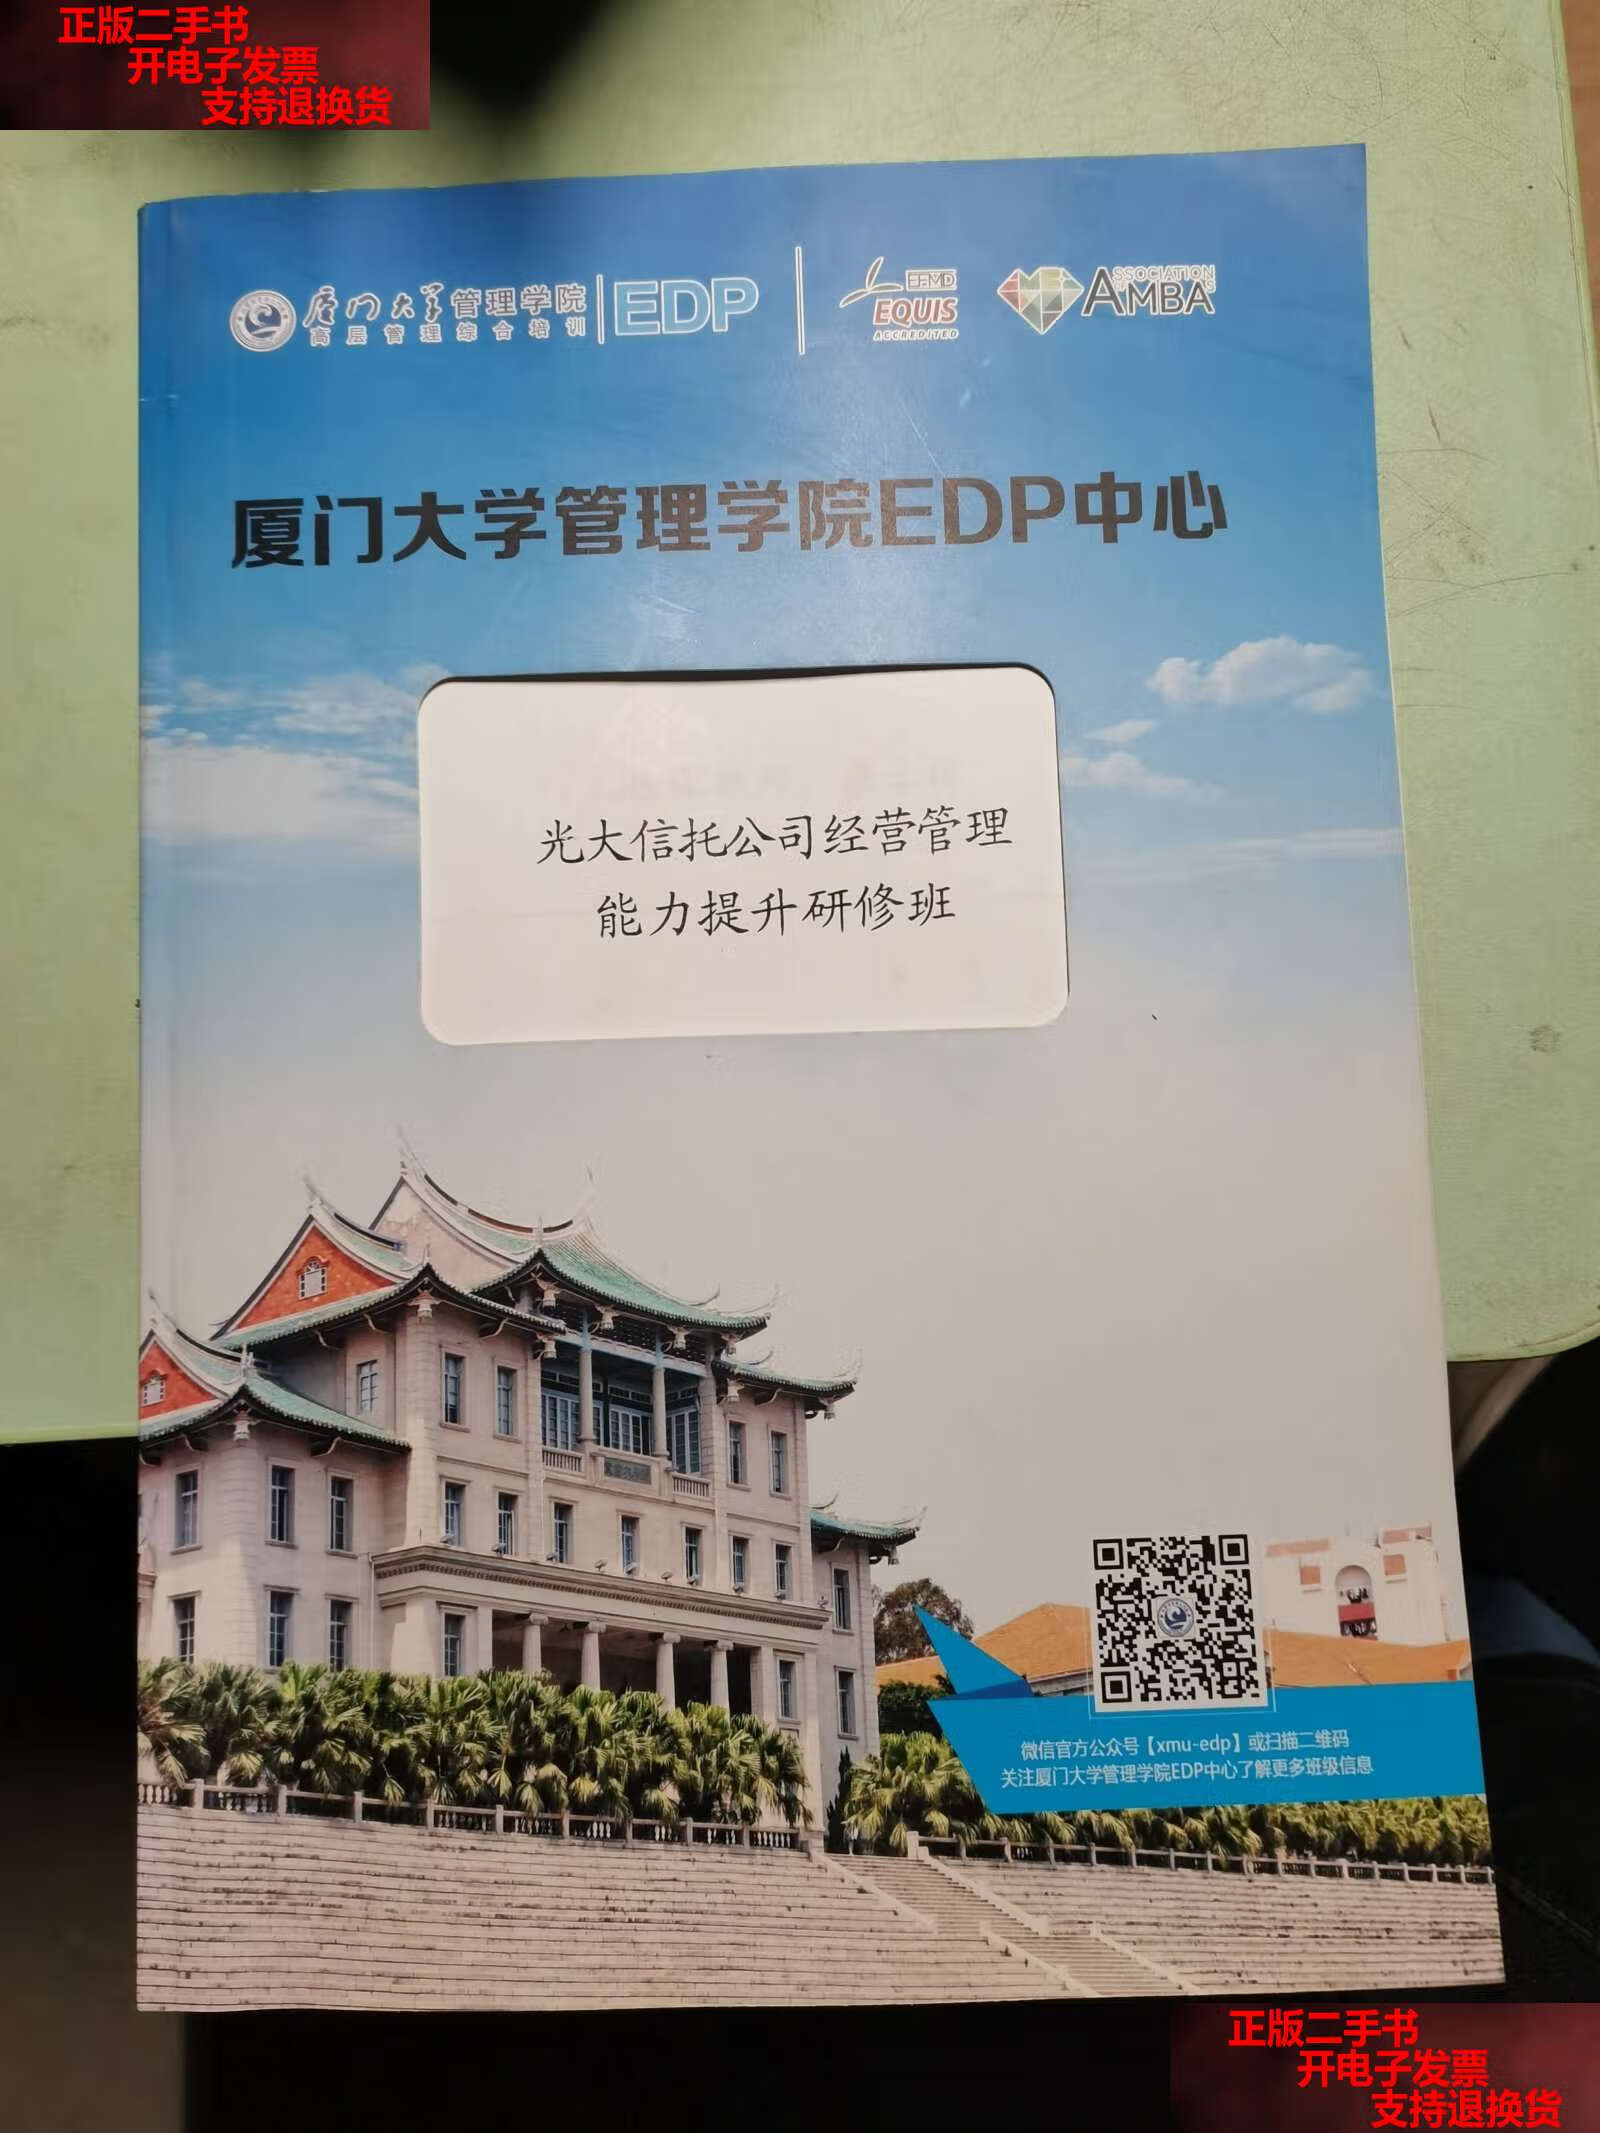 正版二手书
开电子发票
支持退换货
厦门大学管理学院
高层管理综合培训
EDP
EFMD
EQUIS
ACCREDITED
ASSOCIATION
AMBA
厦门大学管理学院EDP中心
光大信托公司经营管理
能力提升研修班
微信官方公众号【xmu-edp】或扫描二维码
关注厦门大学管理学院EDP中心了解更多班级信息
正版二手书
开电子发票
支持退换货